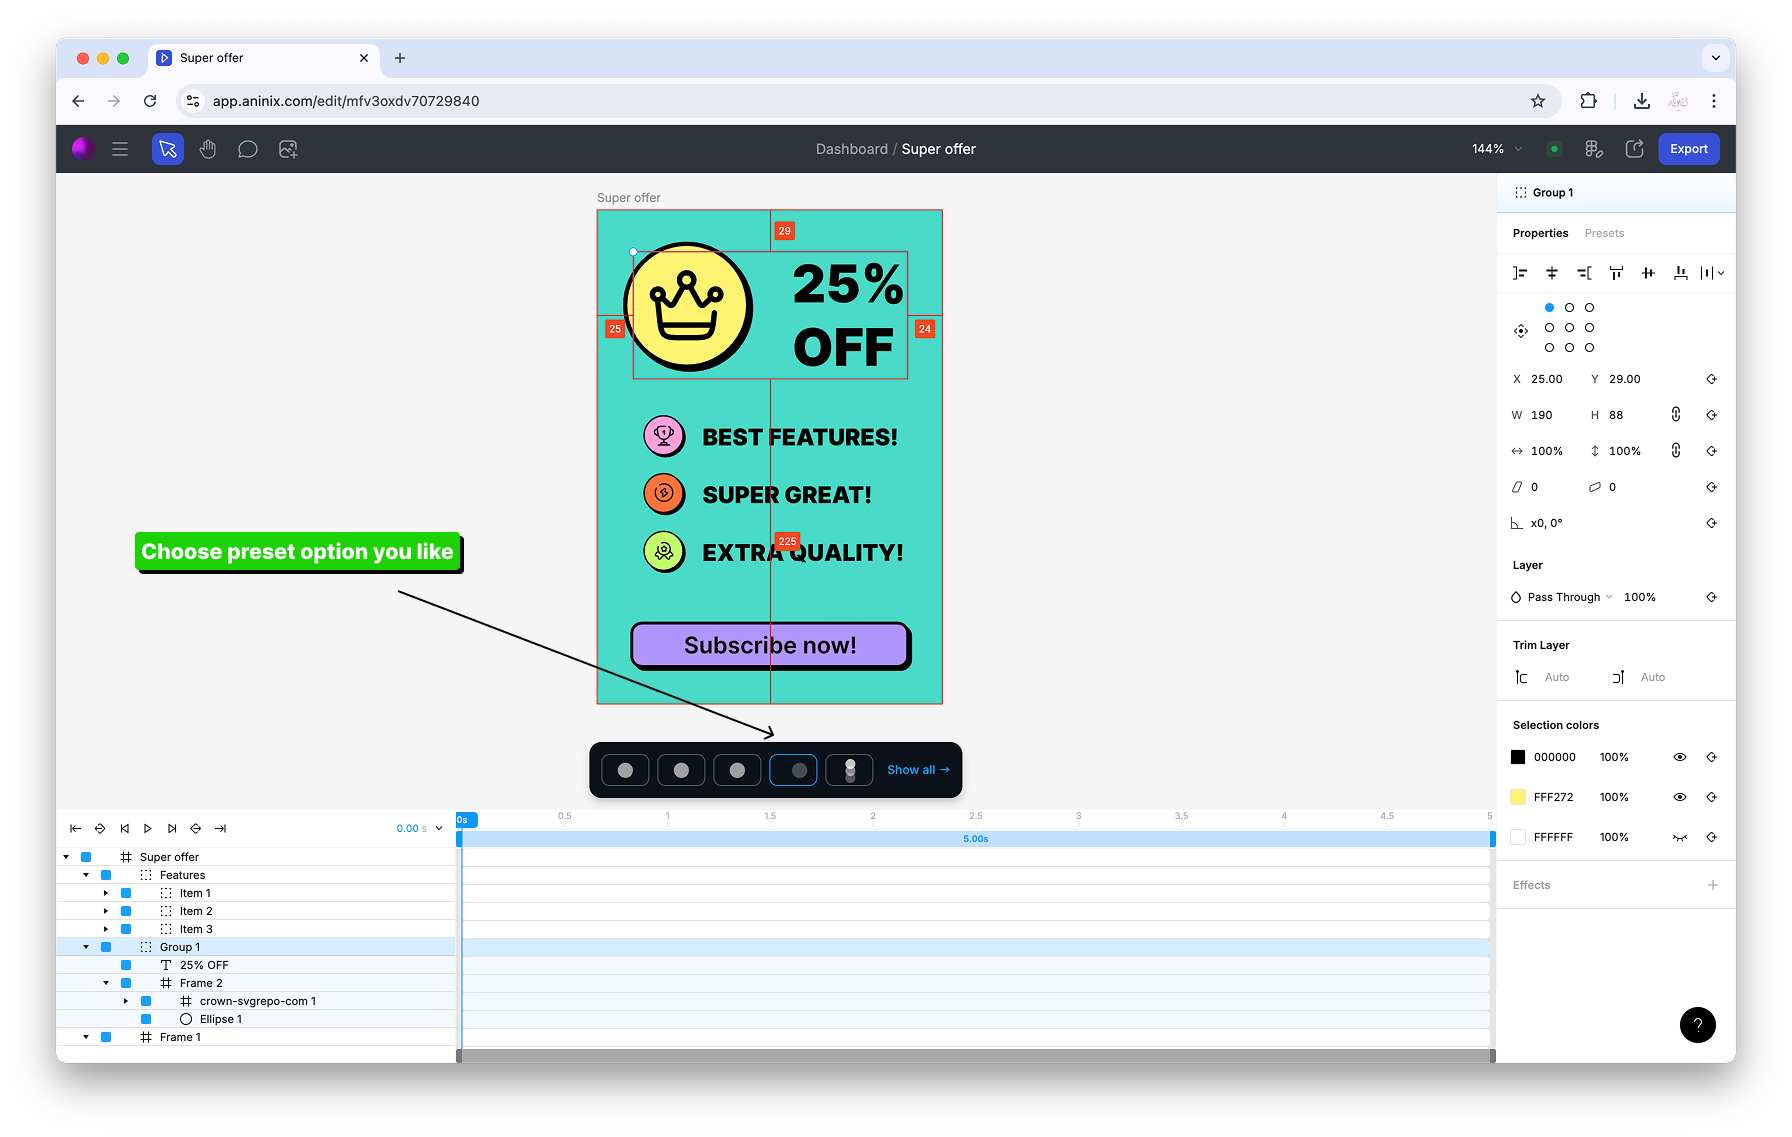 Super offer
app.aninix.com/edit/mfv3oxdv70729840
Dashboard / Super offer
144%
Export
Super offer
29
25%
OFF
25
24
BEST FEATURES!
SUPER GREAT!
225
EXTRA QUALITY!
Subscribe now!
Choose preset option you like
Show all →
Group 1
Properties Presets
X 25.00 Y 29.00
W 190 H 88
100% 100%
0 0
x0, 0°
Layer
Pass Through 100%
Trim Layer
Auto Auto
Selection colors
000000 100%
FFF272 100%
FFFFFF 100%
Effects
?
0.00 s
0s 0.5 1 1.5 2 2.5 3 3.5 4 4.5 5
5.00s
Super offer
Features
Item 1
Item 2
Item 3
Group 1
25% OFF
Frame 2
crown-svgrepo-com 1
Ellipse 1
Frame 1